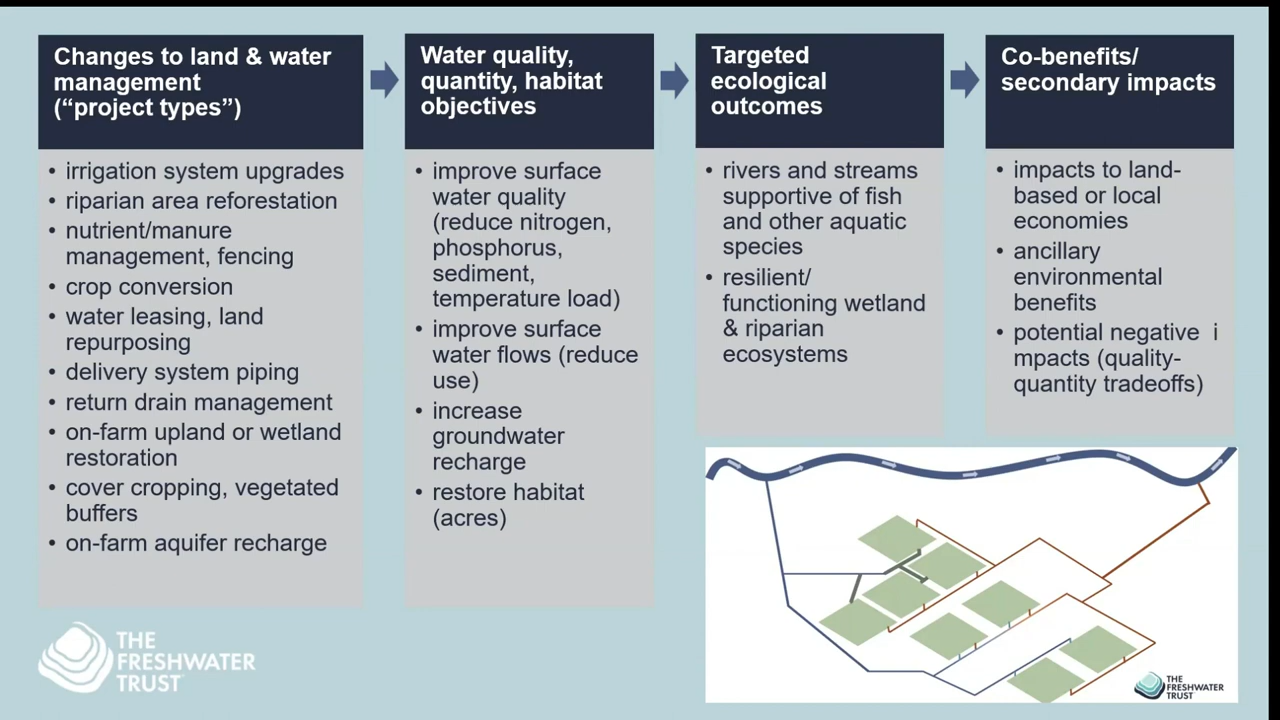 Changes to land & water
management
(“project types”)
• irrigation system upgrades
• riparian area reforestation
• nutrient/manure
management, fencing
• crop conversion
• water leasing, land
repurposing
• delivery system piping
• return drain management
• on-farm upland or wetland
restoration
• cover cropping, vegetated
buffers
• on-farm aquifer recharge
Water quality,
quantity, habitat
objectives
• improve surface
water quality
(reduce nitrogen,
phosphorus,
sediment,
temperature load)
• improve surface
water flows (reduce
use)
• increase
groundwater
recharge
• restore habitat
(acres)
Targeted
ecological
outcomes
• rivers and streams
supportive of fish
and other aquatic
species
• resilient/
functioning wetland
& riparian
ecosystems
Co-benefits/
secondary impacts
• impacts to land-
based or local
economies
• ancillary
environmental
benefits
• potential negative i
mpacts (quality-
quantity tradeoffs)
THE
FRESHWATER
TRUST
THE
FRESHWATER
TRUST